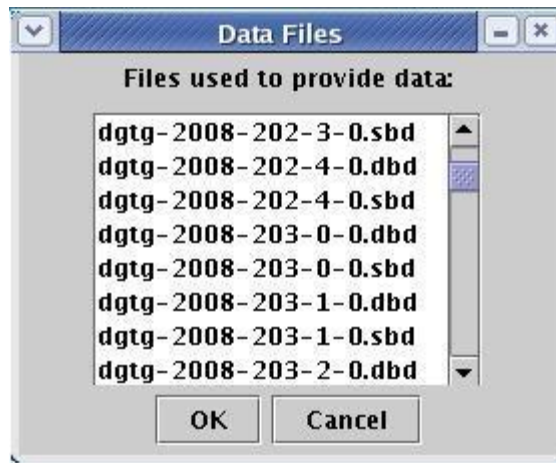 Data Files
Files used to provide data:
dgtg-2008-202-3-0.sbd
dgtg-2008-202-4-0.dbd
dgtg-2008-202-4-0.sbd
dgtg-2008-203-0-0.dbd
dgtg-2008-203-0-0.sbd
dgtg-2008-203-1-0.dbd
dgtg-2008-203-1-0.sbd
dgtg-2008-203-2-0.dbd
OK Cancel